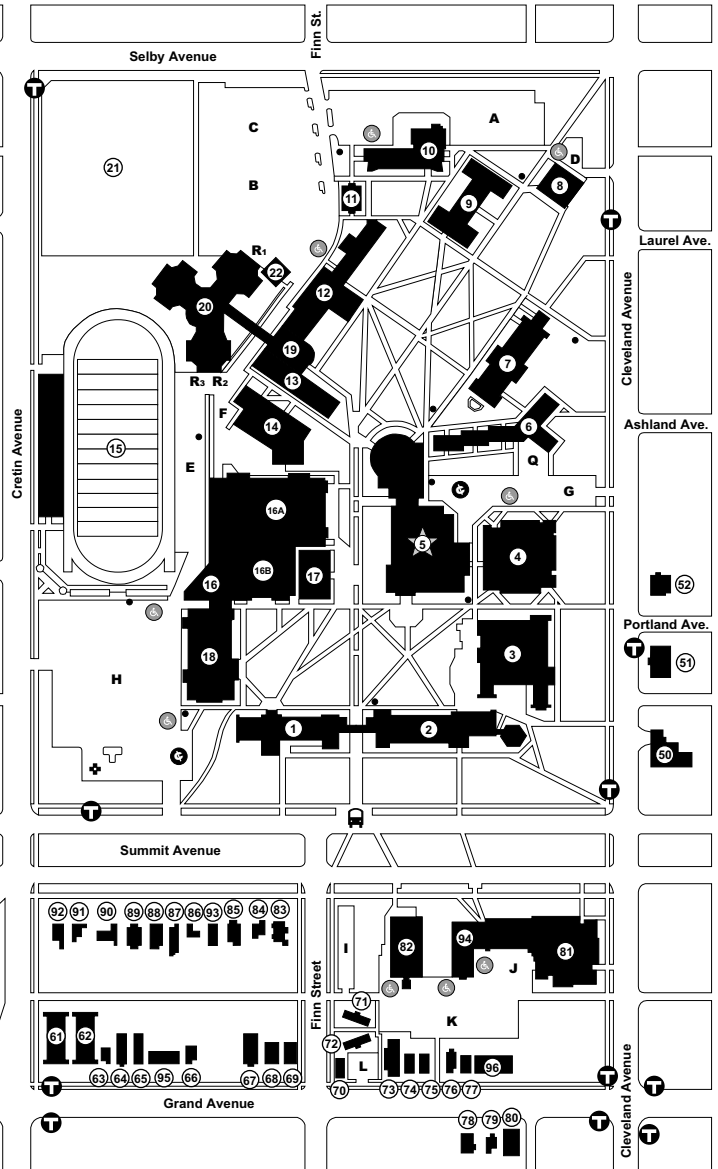 Finn St.
Selby Avenue
T
A
C
10
D
21
B
8
11
9
T
Laurel Ave.
R1
22
12
20
Cleveland Avenue
19
7
13
R3 R2
F
14
6
Ashland Ave.
Cretin Avenue
15
Q
E
G
16A
5
4
16B
17
16
52
Portland Ave.
T
3
18
51
H
1
2
50
T
T
Summit Avenue
92
91
90
89
88
87
86
93
85
84
83
I
82
94
81
J
Finn Street
71
K
61
62
72
L
63
64
65
95
66
67
68
69
70
73
74
75
76
77
96
T
T
T
Grand Avenue
Cleveland Avenue
T
78
79
80
T
T